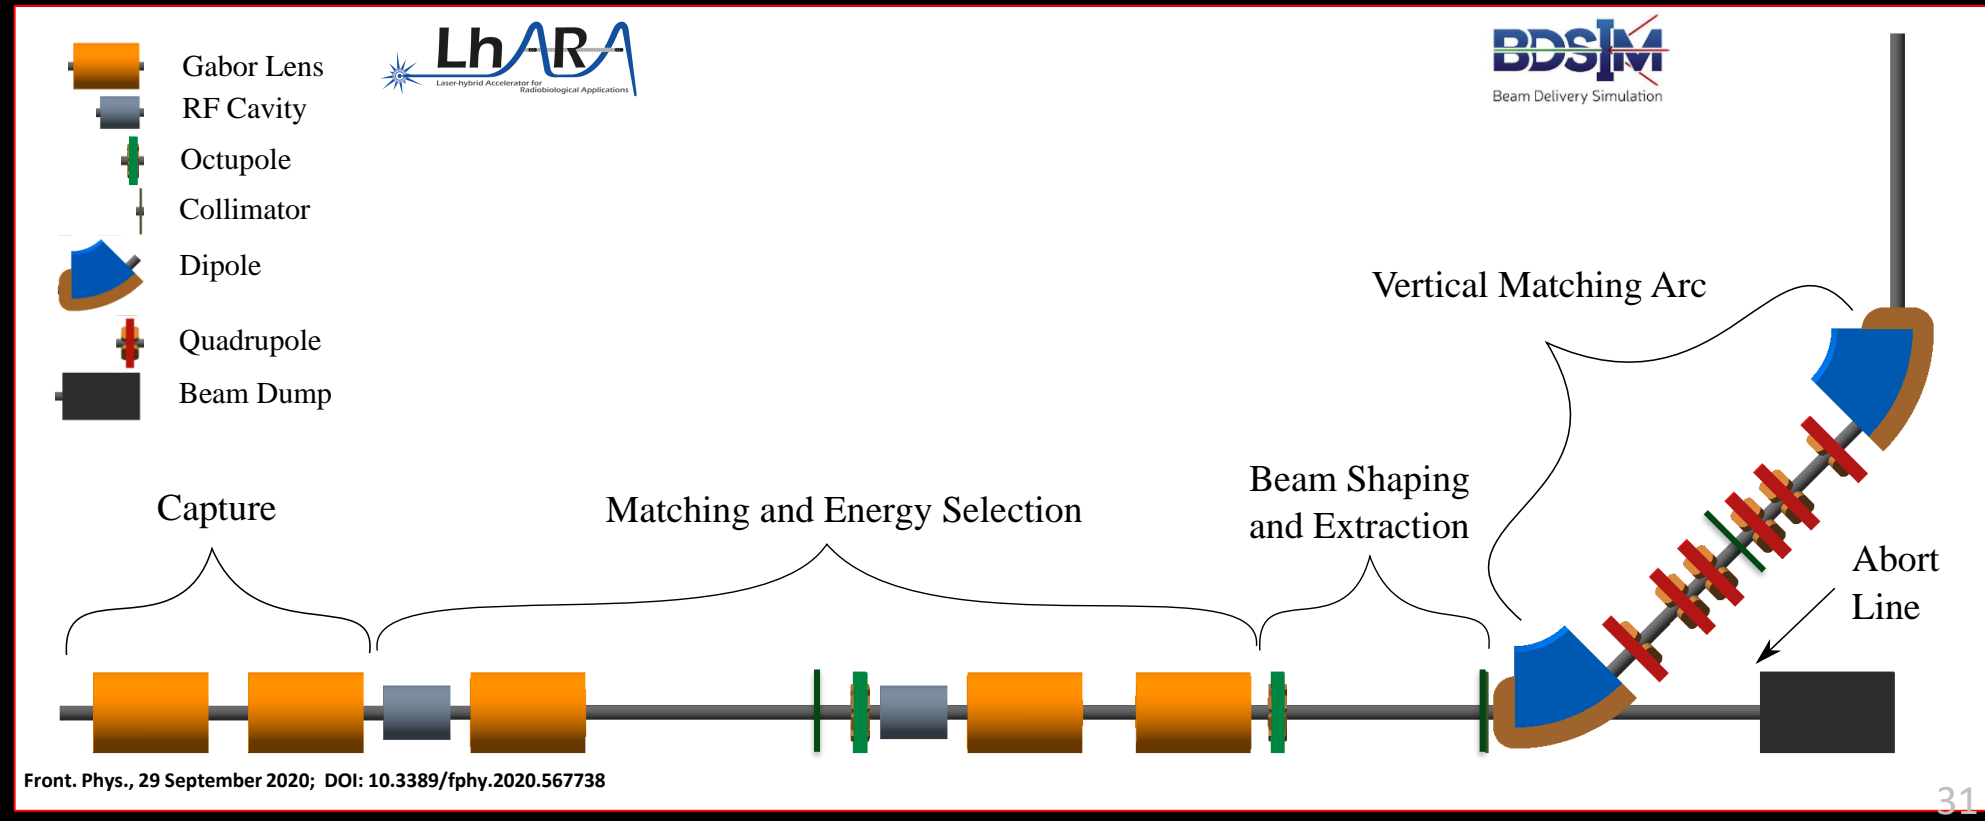 Gabor Lens
RF Cavity
Octupole
Collimator
Dipole
Quadrupole
Beam Dump
LhARA
Laser-hybrid Accelerator for
Radiobiological Applications
BDSIM
Beam Delivery Simulation
Vertical Matching Arc
Capture
Matching and Energy Selection
Beam Shaping
and Extraction
Abort
Line
Front. Phys., 29 September 2020; DOI: 10.3389/fphy.2020.567738
31